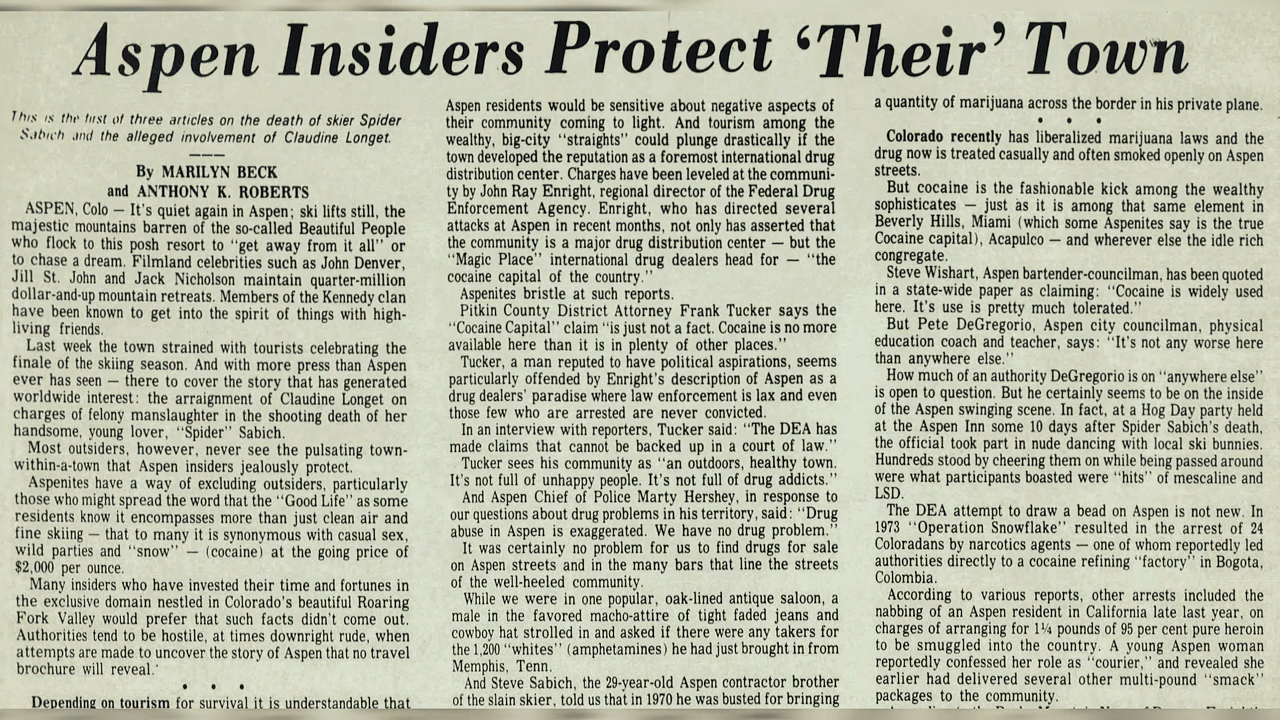 Aspen Insiders Protect ‘Their’ Town
This is the first of three articles on the death of skier Spider
Sabich and the alleged involvement of Claudine Longet.
By MARILYN BECK
and ANTHONY K. ROBERTS
ASPEN, Colo — It's quiet again in Aspen; ski lifts still, the
majestic mountains barren of the so-called Beautiful People
who flock to this posh resort to “get away from it all” or
to chase a dream. Filmland celebrities such as John Denver,
Jill St. John and Jack Nicholson maintain quarter-million
dollar-and-up mountain retreats. Members of the Kennedy clan
have been known to get into the spirit of things with high-
living friends.
Last week the town strained with tourists celebrating the
finale of the skiing season. And with more press than Aspen
ever has seen — there to cover the story that has generated
worldwide interest: the arraignment of Claudine Longet on
charges of felony manslaughter in the shooting death of her
handsome, young lover, “Spider” Sabich.
Most outsiders, however, never see the pulsating town-
within-a-town that Aspen insiders jealously protect.
Aspenites have a way of excluding outsiders, particularly
those who might spread the word that the “Good Life” as some
residents know it encompasses more than just clean air and
fine skiing — that to many it is synonymous with casual sex,
wild parties and “snow” — (cocaine) at the going price of
$2,000 per ounce.
Many insiders who have invested their time and fortunes in
the exclusive domain nestled in Colorado's beautiful Roaring
Fork Valley would prefer that such facts didn't come out.
Authorities tend to be hostile, at times downright rude, when
attempts are made to uncover the story of Aspen that no travel
brochure will reveal.
• • •
Depending on tourism for survival it is understandable that
Aspen residents would be sensitive about negative aspects of
their community coming to light. And tourism among the
wealthy, big-city “straights” could plunge drastically if the
town developed the reputation as a foremost international drug
distribution center. Charges have been leveled at the communi-
ty by John Ray Enright, regional director of the Federal Drug
Enforcement Agency. Enright, who has directed several
attacks at Aspen in recent months, not only has asserted that
the community is a major drug distribution center — but the
“Magic Place” international drug dealers head for — “the
cocaine capital of the country.”
Aspenites bristle at such reports.
Pitkin County District Attorney Frank Tucker says the
“Cocaine Capital” claim “is just not a fact. Cocaine is no more
available here than it is in plenty of other places.”
Tucker, a man reputed to have political aspirations, seems
particularly offended by Enright's description of Aspen as a
drug dealers' paradise where law enforcement is lax and even
those few who are arrested are never convicted.
In an interview with reporters, Tucker said: “The DEA has
made claims that cannot be backed up in a court of law.”
Tucker sees his community as “an outdoors, healthy town.
It's not full of unhappy people. It's not full of drug addicts.”
And Aspen Chief of Police Marty Hershey, in response to
our questions about drug problems in his territory, said: “Drug
abuse in Aspen is exaggerated. We have no drug problem.”
It was certainly no problem for us to find drugs for sale
on Aspen streets and in the many bars that line the streets
of the well-heeled community.
While we were in one popular, oak-lined antique saloon, a
male in the favored macho-attire of tight faded jeans and
cowboy hat strolled in and asked if there were any takers for
the 1,200 “whites” (amphetamines) he had just brought in from
Memphis, Tenn.
And Steve Sabich, the 29-year-old Aspen contractor brother
of the slain skier, told us that in 1970 he was busted for bringing
a quantity of marijuana across the border in his private plane.
• • •
Colorado recently has liberalized marijuana laws and the
drug now is treated casually and often smoked openly on Aspen
streets.
But cocaine is the fashionable kick among the wealthy
sophisticates — just as it is among that same element in
Beverly Hills, Miami (which some Aspenites say is the true
Cocaine capital), Acapulco — and wherever else the idle rich
congregate.
Steve Wishart, Aspen bartender-councilman, has been quoted
in a state-wide paper as claiming: “Cocaine is widely used
here. It's use is pretty much tolerated.”
But Pete DeGregorio, Aspen city councilman, physical
education coach and teacher, says: “It's not any worse here
than anywhere else.”
How much of an authority DeGregorio is on “anywhere else”
is open to question. But he certainly seems to be on the inside
of the Aspen swinging scene. In fact, at a Hog Day party held
at the Aspen Inn some 10 days after Spider Sabich's death,
the official took part in nude dancing with local ski bunnies.
Hundreds stood by cheering them on while being passed around
were what participants boasted were “hits” of mescaline and
LSD.
The DEA attempt to draw a bead on Aspen is not new. In
1973 “Operation Snowflake” resulted in the arrest of 24
Coloradans by narcotics agents — one of whom reportedly led
authorities directly to a cocaine refining “factory” in Bogota,
Colombia.
According to various reports, other arrests included the
nabbing of an Aspen resident in California late last year, on
charges of arranging for 1¼ pounds of 95 per cent pure heroin
to be smuggled into the country. A young Aspen woman
reportedly confessed her role as “courier,” and revealed she
earlier had delivered several other multi-pound “smack”
packages to the community.